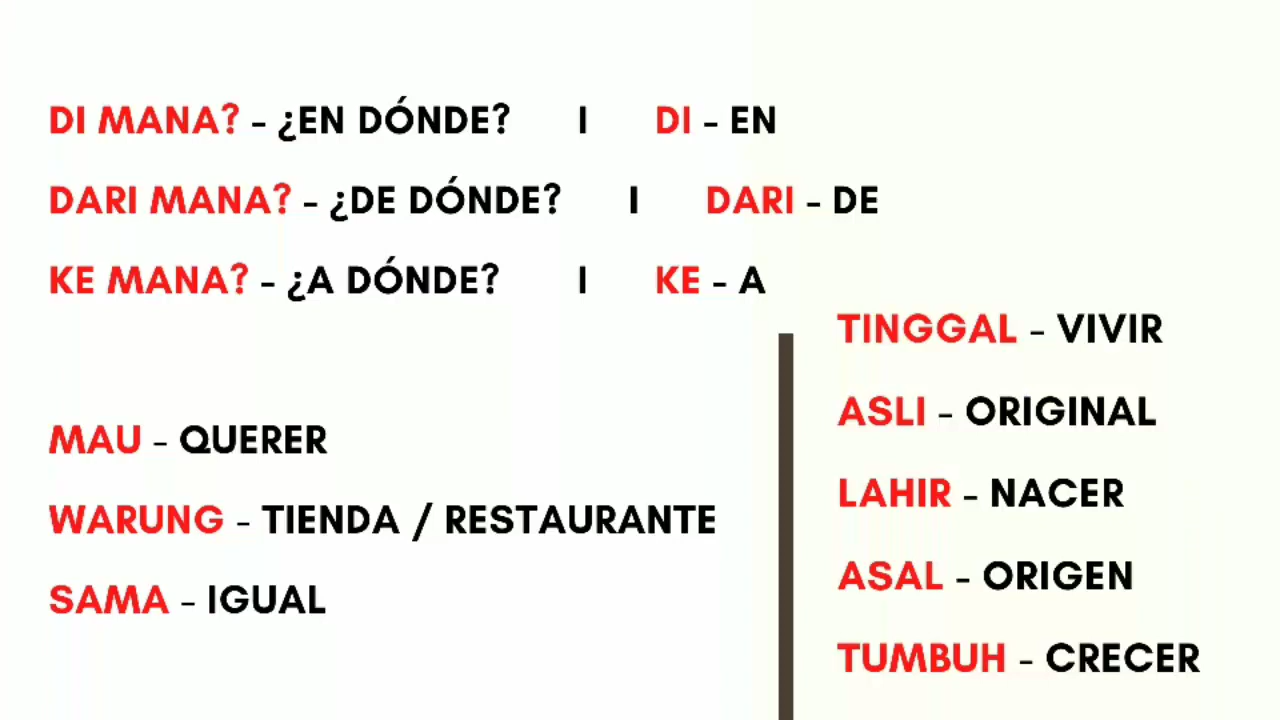 DI MANA? - ¿EN DÓNDE? I DI - EN
DARI MANA? - ¿DE DÓNDE? I DARI - DE
KE MANA? - ¿A DÓNDE? I KE - A
MAU - QUERER
WARUNG - TIENDA / RESTAURANTE
SAMA - IGUAL
TINGGAL - VIVIR
ASLI - ORIGINAL
LAHIR - NACER
ASAL - ORIGEN
TUMBUH - CRECER